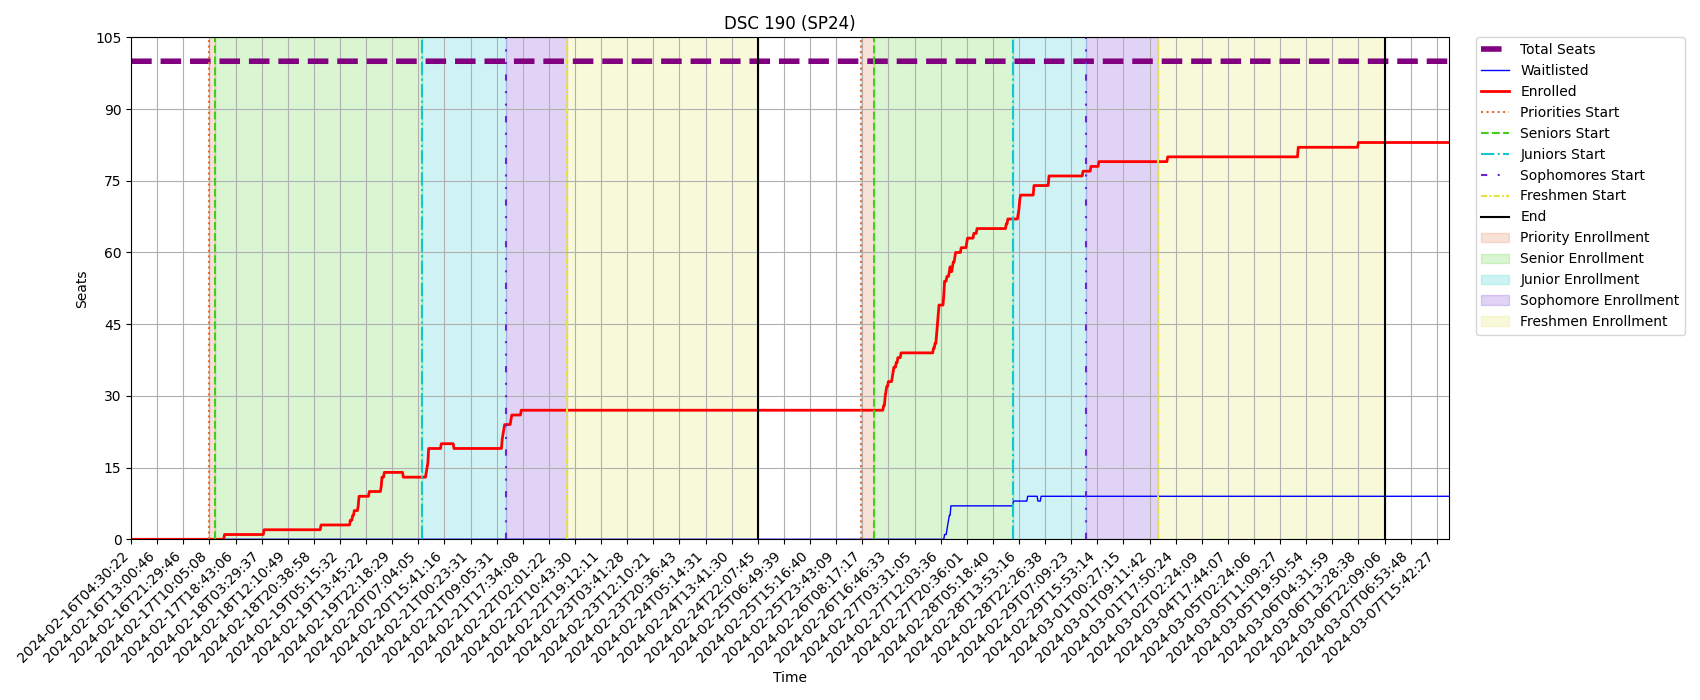 DSC 190 (SP24)
Seats
105
90
75
60
45
30
15
0
2024-02-16T04:30:22
2024-02-16T13:00:46
2024-02-16T21:29:46
2024-02-17T10:05:08
2024-02-17T18:43:06
2024-02-18T03:29:37
2024-02-18T12:10:49
2024-02-18T20:38:58
2024-02-19T05:15:32
2024-02-19T13:45:22
2024-02-19T22:18:29
2024-02-20T07:04:05
2024-02-20T15:41:16
2024-02-21T00:23:31
2024-02-21T09:05:31
2024-02-21T17:34:08
2024-02-22T02:01:22
2024-02-22T10:43:30
2024-02-22T19:12:11
2024-02-23T03:41:28
2024-02-23T12:10:21
2024-02-23T20:36:43
2024-02-24T05:14:31
2024-02-24T13:41:30
2024-02-24T22:07:45
2024-02-25T06:49:39
2024-02-25T15:16:40
2024-02-25T23:43:09
2024-02-26T08:17:17
2024-02-26T16:46:33
2024-02-27T03:31:05
2024-02-27T12:03:36
2024-02-27T20:36:01
2024-02-28T05:18:40
2024-02-28T13:53:16
2024-02-28T22:26:38
2024-02-29T07:09:23
2024-02-29T15:53:14
2024-03-01T00:27:15
2024-03-01T09:11:42
2024-03-01T17:50:24
2024-03-04T02:24:09
2024-03-04T17:44:07
2024-03-05T02:24:06
2024-03-05T11:09:27
2024-03-05T19:50:54
2024-03-06T04:31:59
2024-03-06T13:28:38
2024-03-06T22:09:06
2024-03-07T06:53:48
2024-03-07T15:42:27
Time
Total Seats
Waitlisted
Enrolled
Priorities Start
Seniors Start
Juniors Start
Sophomores Start
Freshmen Start
End
Priority Enrollment
Senior Enrollment
Junior Enrollment
Sophomore Enrollment
Freshmen Enrollment